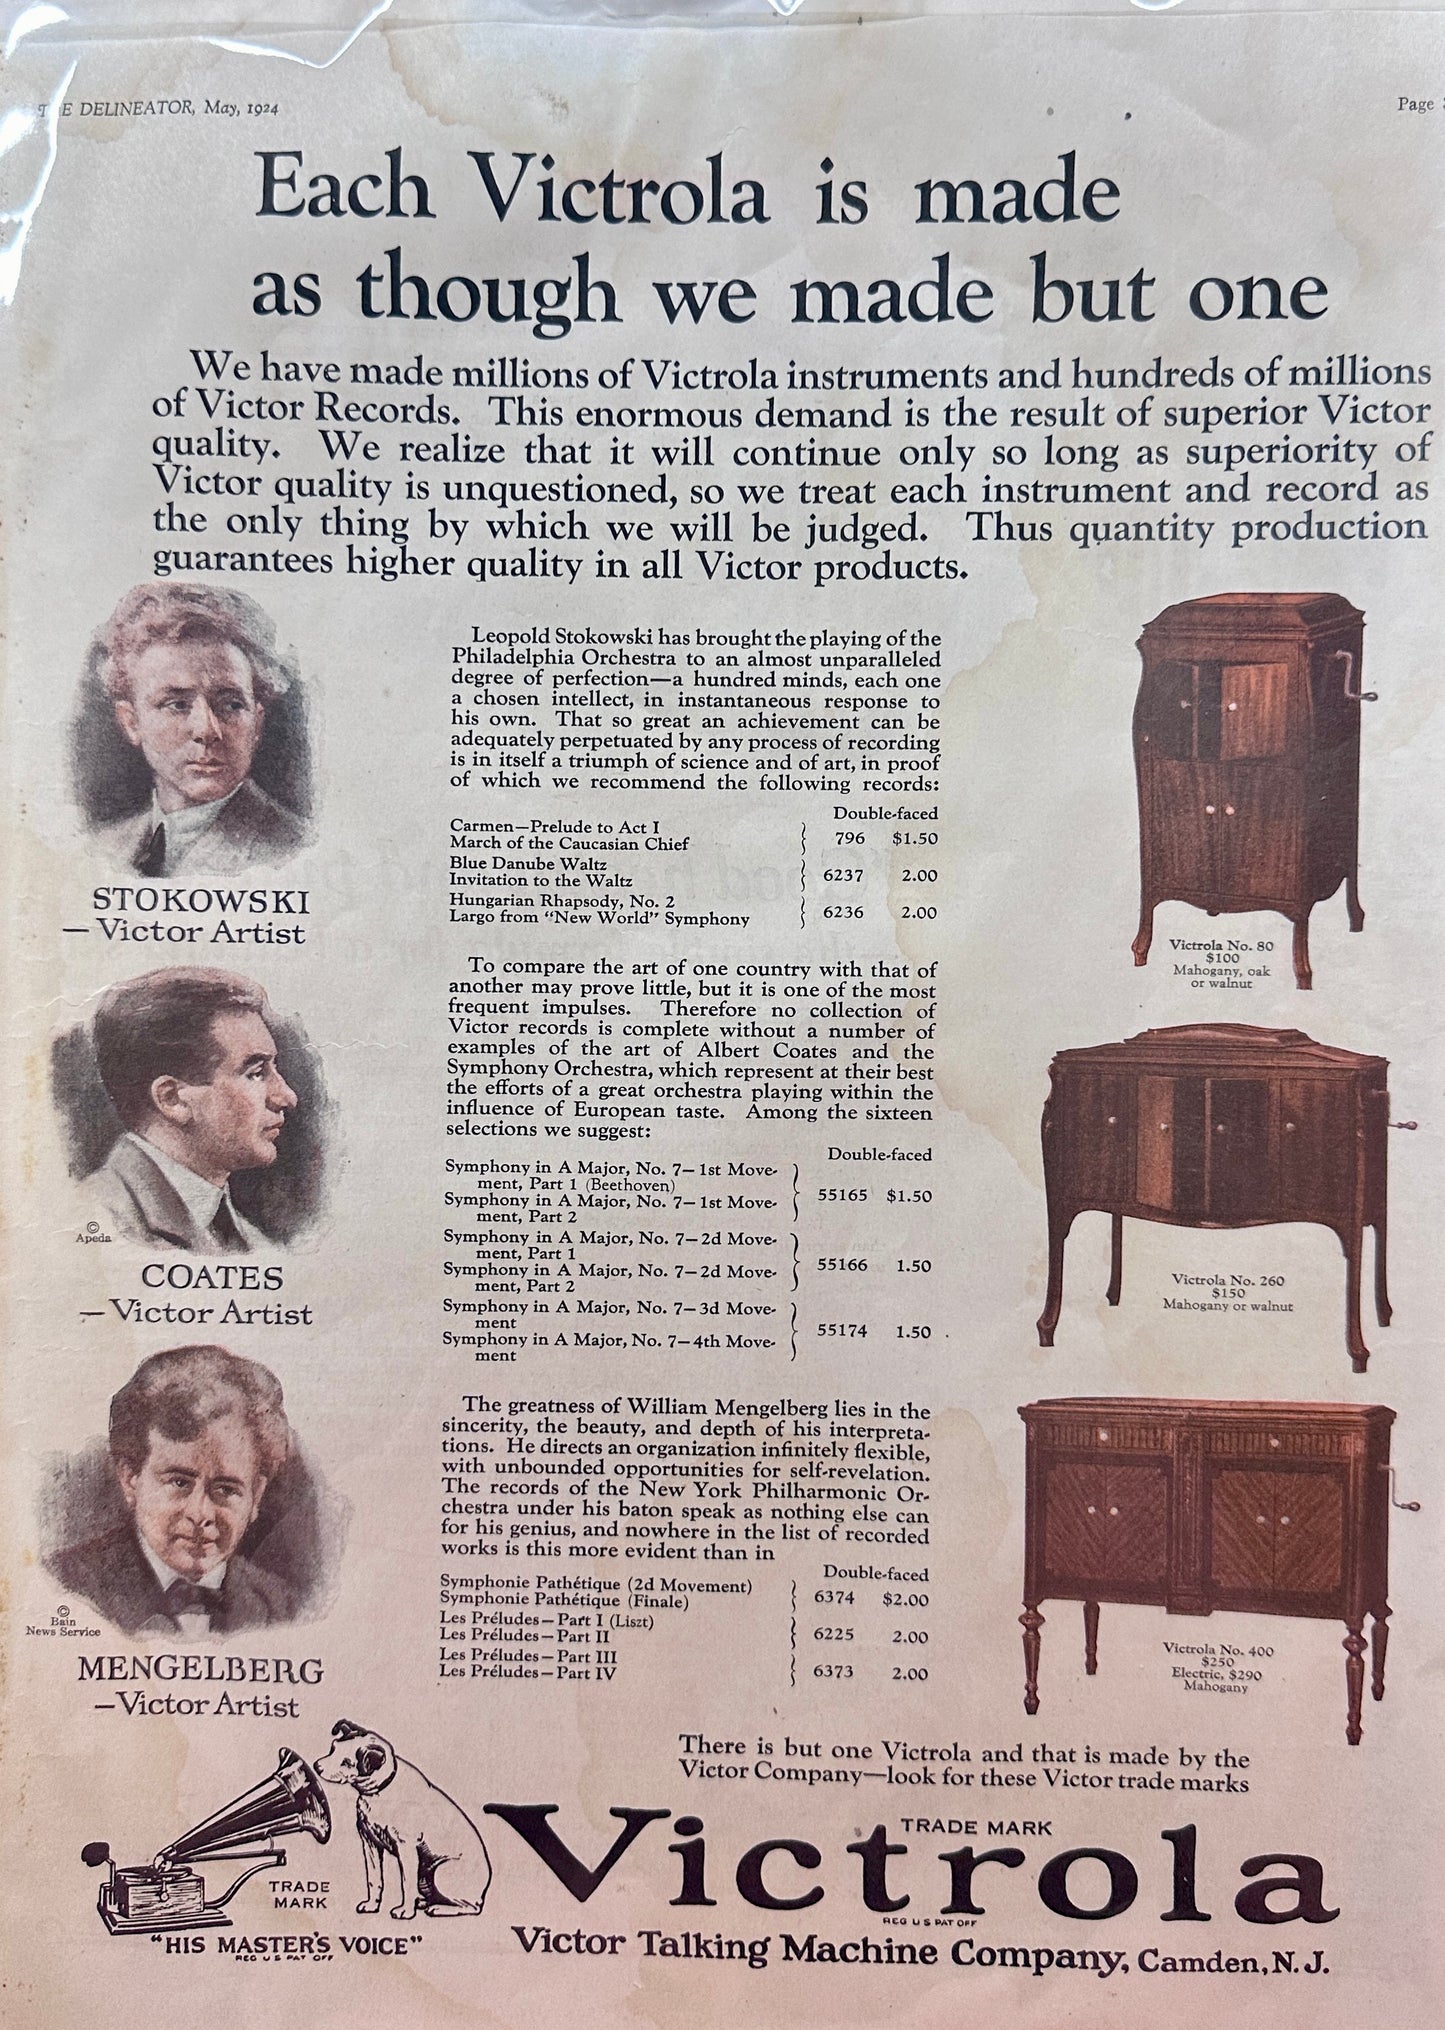 THE DELINEATOR, May, 1924
Page
Each Victrola is made
as though we made but one
We have made millions of Victrola instruments and hundreds of millions
of Victor Records. This enormous demand is the result of superior Victor
quality. We realize that it will continue only so long as superiority of
Victor quality is unquestioned, so we treat each instrument and record as
the only thing by which we will be judged. Thus quantity production
guarantees higher quality in all Victor products.
STOKOWSKI
— Victor Artist
Leopold Stokowski has brought the playing of the
Philadelphia Orchestra to an almost unparalleled
degree of perfection—a hundred minds, each one
a chosen intellect, in instantaneous response to
his own. That so great an achievement can be
adequately perpetuated by any process of recording
is in itself a triumph of science and of art, in proof
of which we recommend the following records:
Double-faced
Carmen—Prelude to Act I
March of the Caucasian Chief } 796 $1.50
Blue Danube Waltz
Invitation to the Waltz } 6237 2.00
Hungarian Rhapsody, No. 2
Largo from "New World" Symphony } 6236 2.00
Victrola No. 80
$100
Mahogany, oak
or walnut
© Apeda
COATES
— Victor Artist
To compare the art of one country with that of
another may prove little, but it is one of the most
frequent impulses. Therefore no collection of
Victor records is complete without a number of
examples of the art of Albert Coates and the
Symphony Orchestra, which represent at their best
the efforts of a great orchestra playing within the
influence of European taste. Among the sixteen
selections we suggest:
Double-faced
Symphony in A Major, No. 7—1st Move-
ment, Part 1 (Beethoven)
Symphony in A Major, No. 7—1st Move-
ment, Part 2 } 55165 $1.50
Symphony in A Major, No. 7—2d Move-
ment, Part 1
Symphony in A Major, No. 7—2d Move-
ment, Part 2 } 55166 1.50
Symphony in A Major, No. 7—3d Move-
ment
Symphony in A Major, No. 7—4th Move-
ment } 55174 1.50
Victrola No. 260
$150
Mahogany or walnut
© Bain
News Service
MENGELBERG
—Victor Artist
The greatness of William Mengelberg lies in the
sincerity, the beauty, and depth of his interpreta-
tions. He directs an organization infinitely flexible,
with unbounded opportunities for self-revelation.
The records of the New York Philharmonic Or-
chestra under his baton speak as nothing else can
for his genius, and nowhere in the list of recorded
works is this more evident than in
Double-faced
Symphonie Pathétique (2d Movement)
Symphonie Pathétique (Finale) } 6374 $2.00
Les Préludes—Part I (Liszt)
Les Préludes—Part II } 6225 2.00
Les Préludes—Part III
Les Préludes—Part IV } 6373 2.00
Victrola No. 400
$250
Electric, $290
Mahogany
There is but one Victrola and that is made by the
Victor Company—look for these Victor trade marks
TRADE
MARK
"HIS MASTER'S VOICE"
REG U S PAT OFF
Victrola
TRADE MARK
REG U S PAT OFF
Victor Talking Machine Company, Camden, N. J.